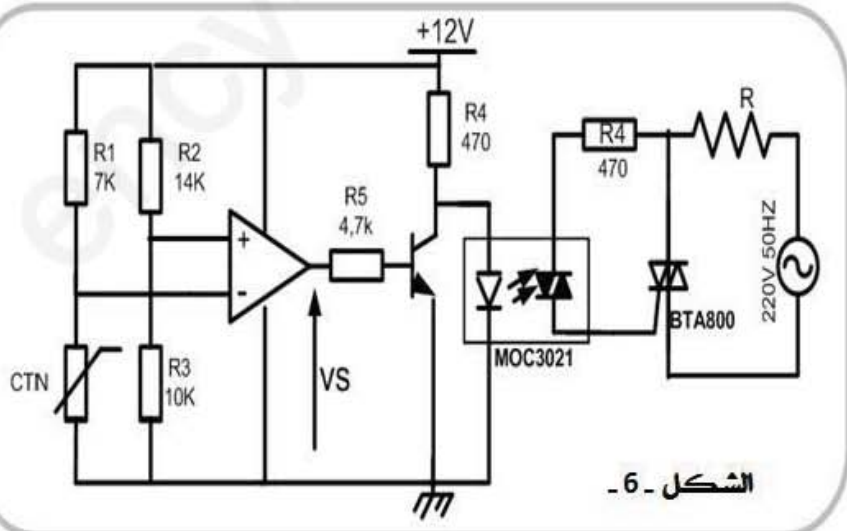 +12V
R1
7K
R2
14K
R4
470
R5
4,7k
R4
470
R
220V 50HZ
+
-
BTA800
MOC3021
CTN
R3
10K
VS
الشكل - 6 -
ency